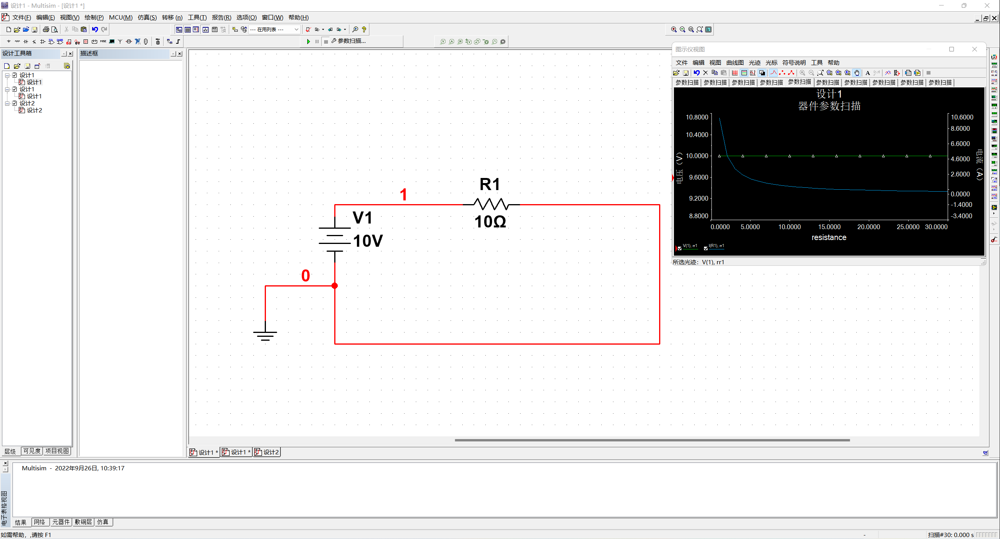 设计1 - Multisim - [设计1 *]
文件(F) 编辑(E) 视图(V) 绘制(P) MCU(M) 仿真(S) 转移 (n) 工具(T) 报告(R) 选项(O) 窗口(W) 帮助(H)
--- 在用列表 ---
MISC
参数扫描...
设计工具箱
描述框
设计1
设计1
设计1
设计1
设计2
设计2
层级 可见度 项目视图
1
R1
10Ω
V1
10V
0
图示仪视图
文件 编辑 视图 曲线图 光迹 光标 符号说明 工具 帮助
参数扫描 参数扫描 参数扫描 参数扫描 参数扫描 参数扫描 参数扫描 参数扫描 参数扫描 参数扫描
设计1
器件参数扫描
电压（V）
10.8000
10.4000
10.0000
9.6000
9.2000
8.8000
10.6000
8.6000
6.6000
4.6000
2.6000
0.0000
-1.4000
-3.4000
电流（A）
0.0000 5.0000 10.0000 15.0000 20.0000 25.0000 30.0000
resistance
V(1), rr1 I(R1), rr1
所选光迹：V(1), rr1
设计1 * 设计1 * 设计2
Multisim - 2022年9月26日, 10:39:17
电子表格视图
结果 网络 元器件 敷铜层 仿真
如需帮助，,请按 F1
-
扫描#30: 0.000 s